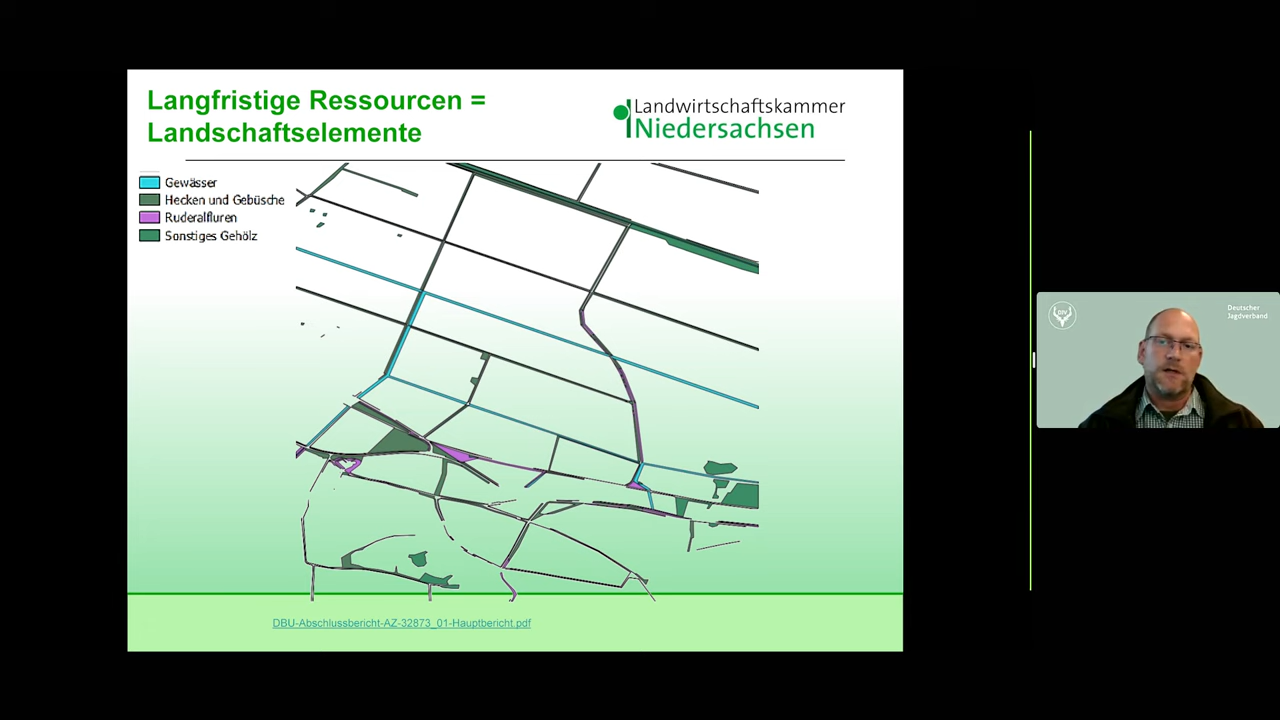 Langfristige Ressourcen =
Landschaftselemente
Landwirtschaftskammer
Niedersachsen
Gewässer
Hecken und Gebüsche
Ruderalfluren
Sonstiges Gehölz
DBU-Abschlussbericht-AZ-32873_01-Hauptbericht.pdf
DJV
Deutscher
Jagdverband